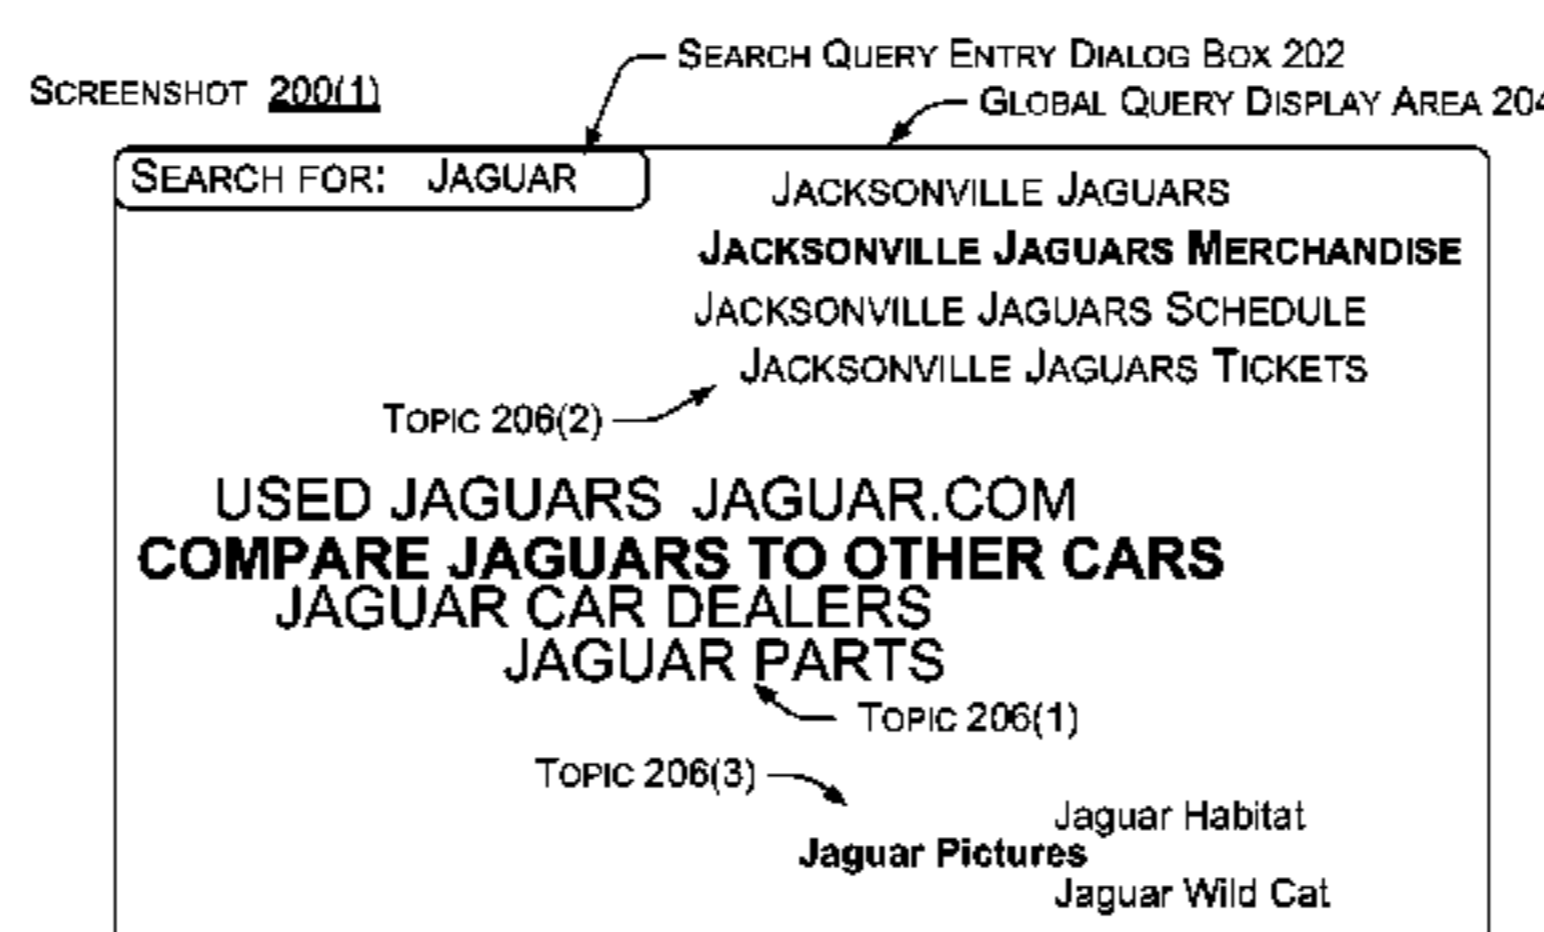 SEARCH QUERY ENTRY DIALOG BOX 202
SCREENSHOT 200(1)
GLOBAL QUERY DISPLAY AREA 204
SEARCH FOR: JAGUAR
JACKSONVILLE JAGUARS
JACKSONVILLE JAGUARS MERCHANDISE
JACKSONVILLE JAGUARS SCHEDULE
JACKSONVILLE JAGUARS TICKETS
TOPIC 206(2)
USED JAGUARS JAGUAR.COM
COMPARE JAGUARS TO OTHER CARS
JAGUAR CAR DEALERS
JAGUAR PARTS
TOPIC 206(1)
TOPIC 206(3)
Jaguar Habitat
Jaguar Pictures
Jaguar Wild Cat